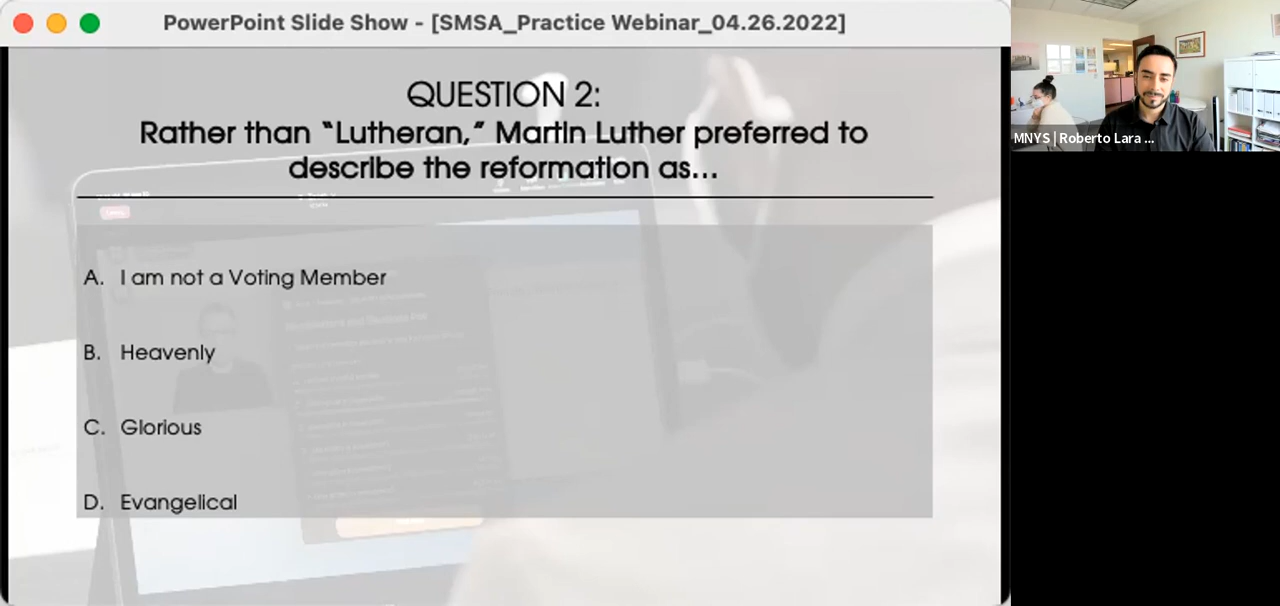 PowerPoint Slide Show - [SMSA_Practice Webinar_04.26.2022]
QUESTION 2:
Rather than “Lutheran,” Martin Luther preferred to
describe the reformation as...
A. I am not a Voting Member
B. Heavenly
C. Glorious
D. Evangelical
MNYS | Roberto Lara ...